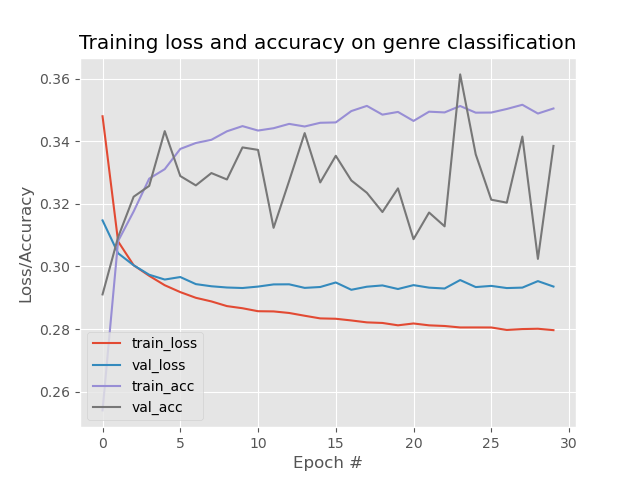 Training loss and accuracy on genre classification
0.36
0.34
0.32
0.30
0.28
0.26
Loss/Accuracy
train_loss
val_loss
train_acc
val_acc
0 5 10 15 20 25 30
Epoch #